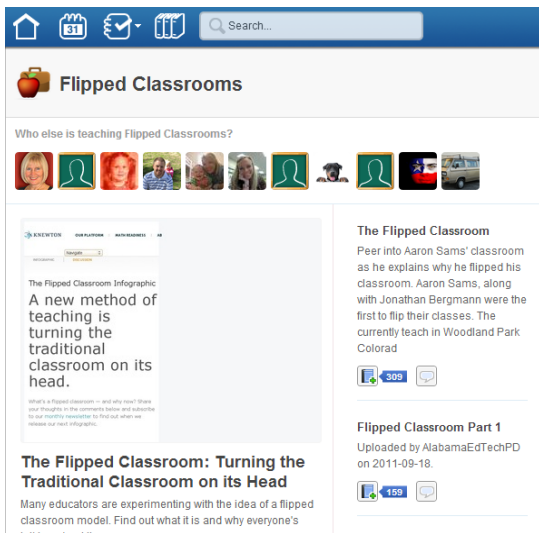 31
Search...
Flipped Classrooms
Who else is teaching Flipped Classrooms?
KNEWTON OUR PLATFORM MATH READINESS
Navigate
The Flipped Classroom Infographic
A new method of
teaching is
turning the
traditional
classroom on its
head.
What's a flipped classroom — and why now? Share
your thoughts in the comments below and subscribe
to our monthly newsletter to find out when we
release our next infographic.
The Flipped Classroom: Turning the
Traditional Classroom on its Head
Many educators are experimenting with the idea of a flipped
classroom model. Find out what it is and why everyone's
The Flipped Classroom
Peer into Aaron Sams' classroom
as he explains why he flipped his
classroom. Aaron Sams, along
with Jonathan Bergmann were the
first to flip their classes. The
currently teach in Woodland Park
Colorad
309
Flipped Classroom Part 1
Uploaded by AlabamaEdTechPD
on 2011-09-18.
159